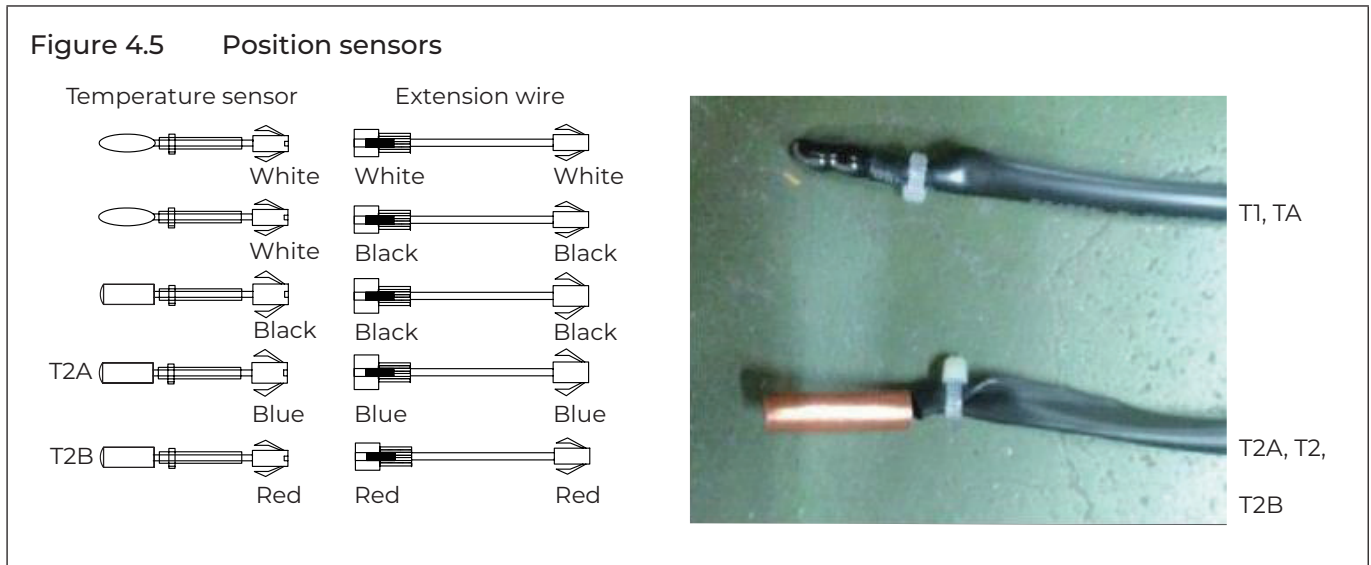 Figure 4.5 Position sensors
Temperature sensor Extension wire
White White White
White Black Black
Black Black Black
T2A
Blue Blue Blue
T2B
Red Red Red
T1, TA
T2A, T2,
T2B